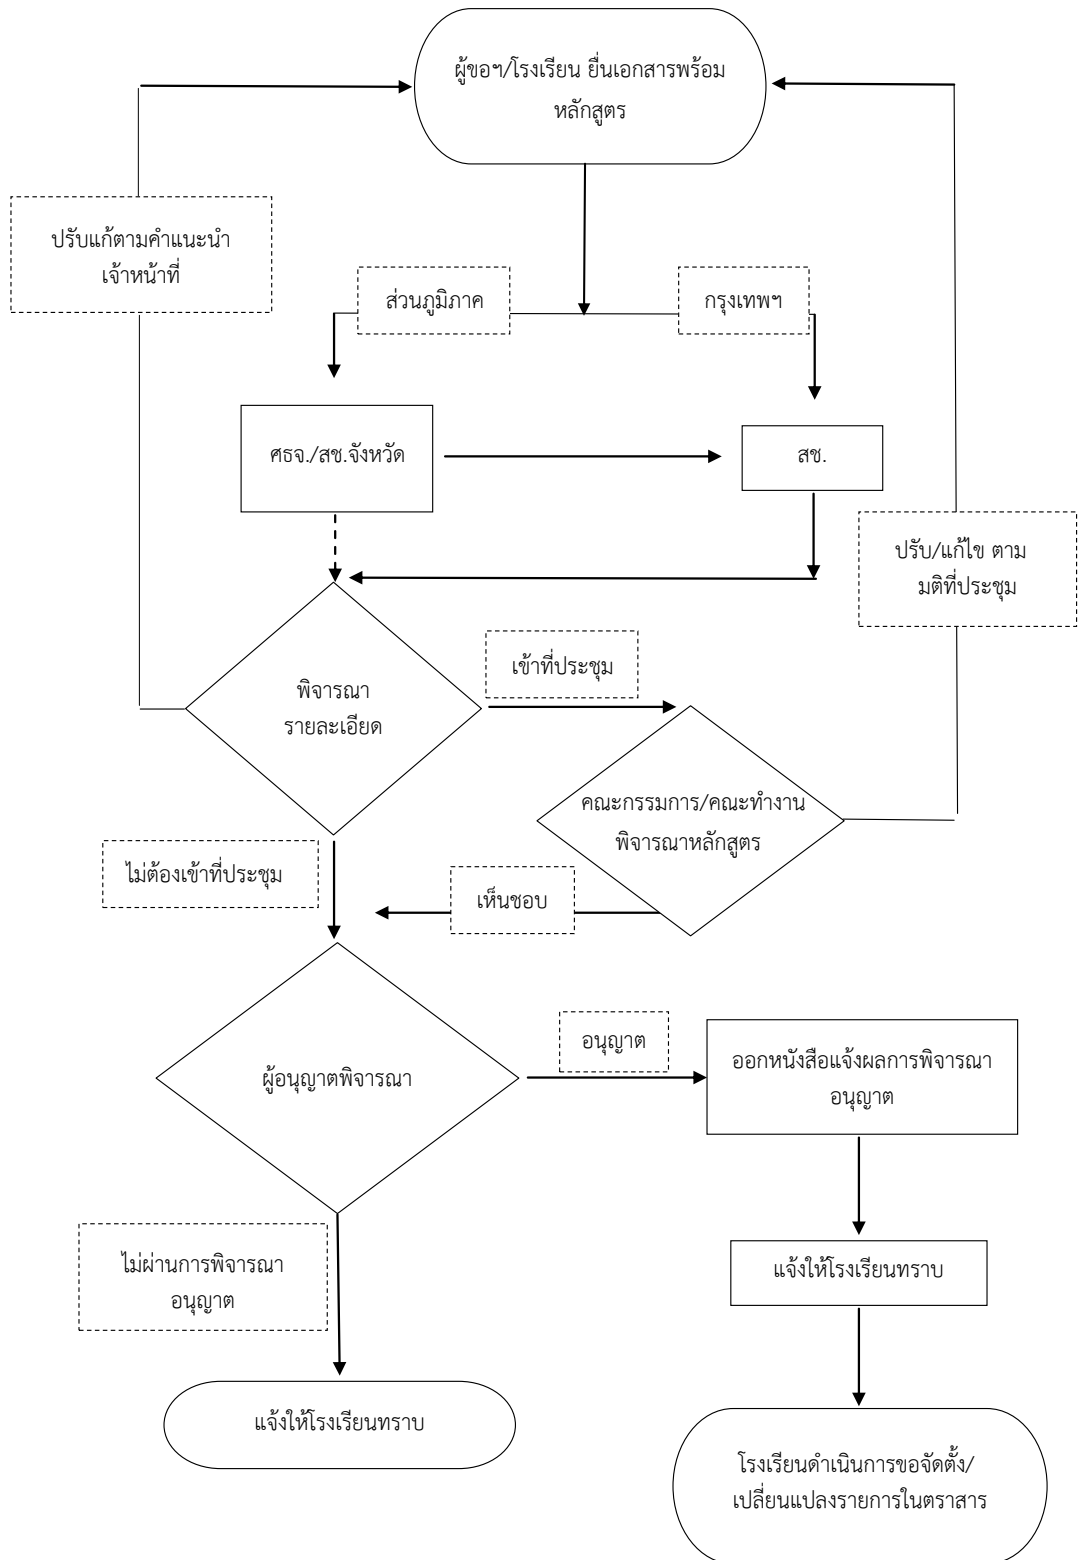 ผู้ขอฯ/โรงเรียน ยื่นเอกสารพร้อม
หลักสูตร
ปรับแก้ตามคำแนะนำ
เจ้าหน้าที่
ส่วนภูมิภาค
กรุงเทพฯ
ศธจ./สช.จังหวัด
สช.
ปรับ/แก้ไข ตาม
มติที่ประชุม
เข้าที่ประชุม
พิจารณา
รายละเอียด
คณะกรรมการ/คณะทำงาน
พิจารณาหลักสูตร
ไม่ต้องเข้าที่ประชุม
เห็นชอบ
อนุญาต
ผู้อนุญาตพิจารณา
ออกหนังสือแจ้งผลการพิจารณา
อนุญาต
ไม่ผ่านการพิจารณา
อนุญาต
แจ้งให้โรงเรียนทราบ
แจ้งให้โรงเรียนทราบ
โรงเรียนดำเนินการขอจัดตั้ง/
เปลี่ยนแปลงรายการในตราสาร